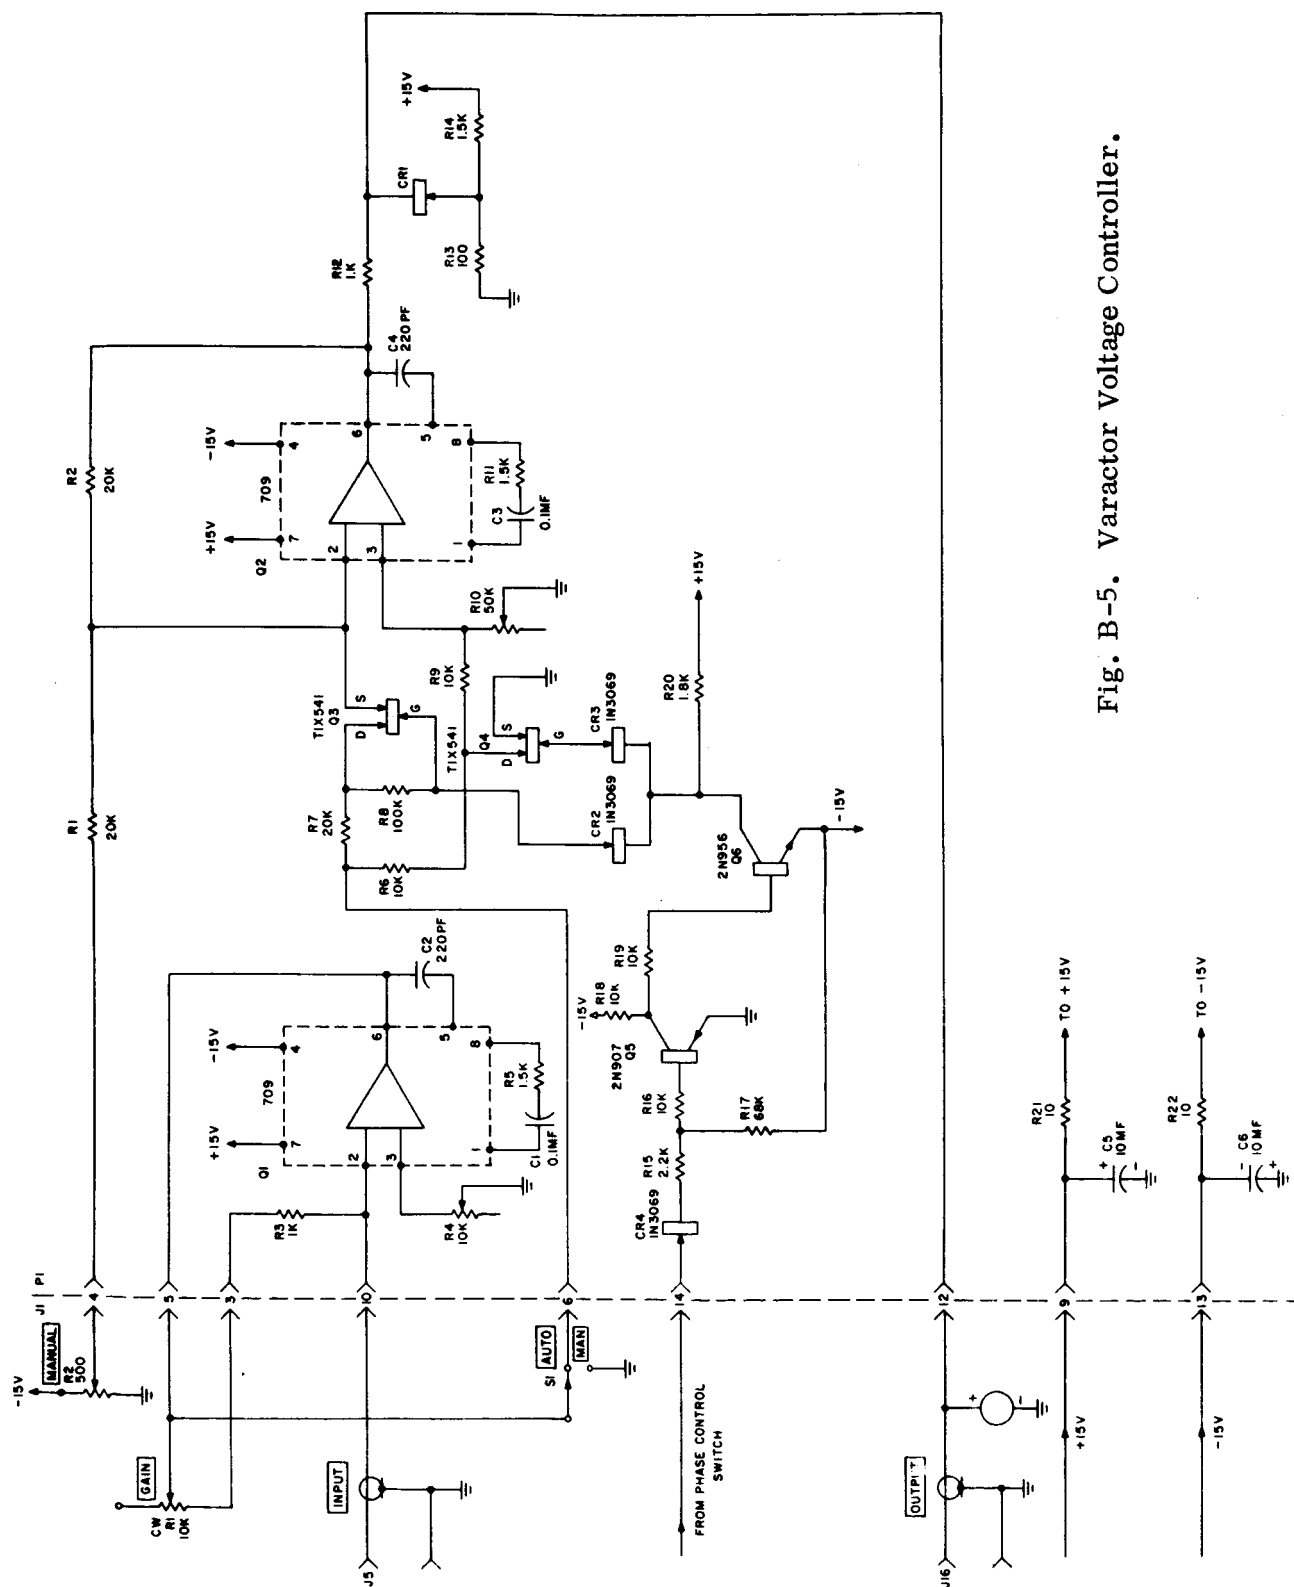 -15V
MANUAL
R2
500
GAIN
CW
R1
10K
INPUT
J5
S1
AUTO
MAN
FROM PHASE CONTROL
SWITCH
J16
+
-
+15V
-15V
J1
P1
4
5
3
10
6
14
12
9
13
R3
1K
R4
10K
Q1
709
+15V
-15V
7
4
2
3
6
5
1
8
C1
0.1MF
R5
1.5K
C2
220PF
R1
20K
R2
20K
R6
10K
R7
20K
R8
100K
TIX541
Q3
D
S
G
TIX541
Q4
D
S
G
R9
10K
R10
50K
Q2
709
+15V
-15V
7
4
2
3
6
5
1
8
C3
0.1MF
R11
1.5K
C4
220PF
R12
1.K
CR1
R13
100
R14
1.5K
+15V
CR4
1N3069
R15
2.2K
R16
10K
R17
68K
2N907
Q5
-15V
R18
10K
R19
10K
2N956
Q6
-15V
CR2
1N3069
CR3
1N3069
R20
1.8K
+15V
R21
10
TO +15V
+
-
C5
10MF
R22
10
TO -15V
-
+
C6
10MF
Fig. B-5. Varactor Voltage Controller.